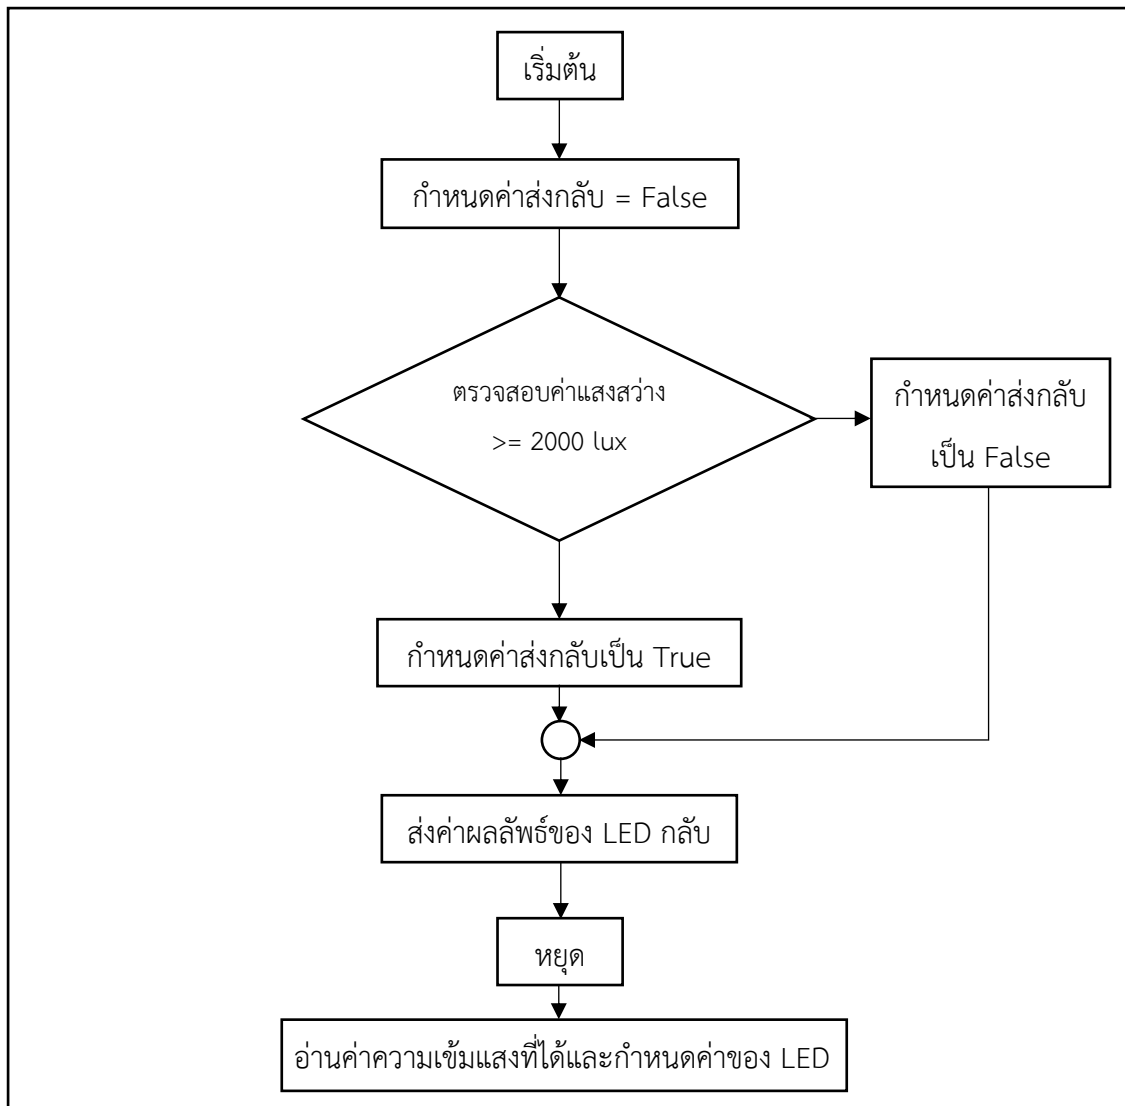 เริ่มต้น
กำหนดค่าส่งกลับ = False
ตรวจสอบค่าแสงสว่าง
>= 2000 lux
กำหนดค่าส่งกลับ
เป็น False
กำหนดค่าส่งกลับเป็น True
ส่งค่าผลลัพธ์ของ LED กลับ
หยุด
อ่านค่าความเข้มแสงที่ได้และกำหนดค่าของ LED